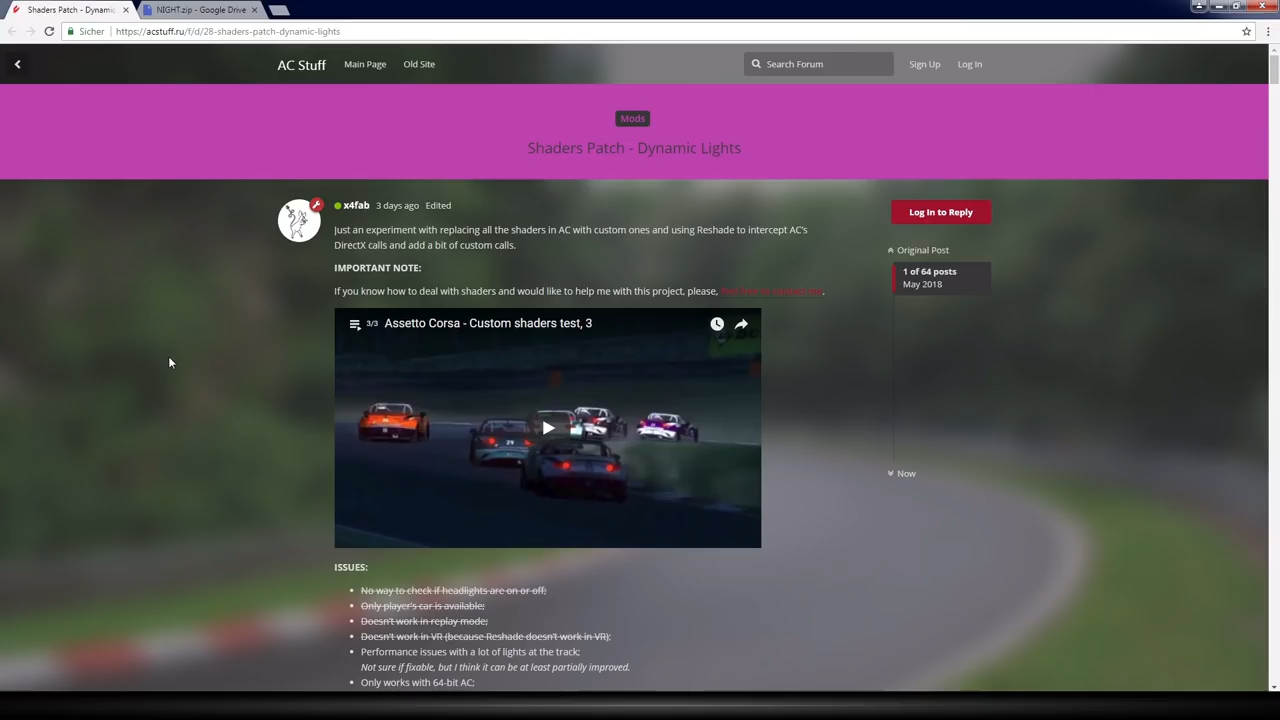 Shaders Patch - Dynamic
NIGHT.zip - Google Drive
Sicher
https://acstuff.ru/f/d/28-shaders-patch-dynamic-lights
AC Stuff
Main Page
Old Site
Search Forum
Sign Up
Log In
Mods
Shaders Patch - Dynamic Lights
x4fab
3 days ago
Edited
Just an experiment with replacing all the shaders in AC with custom ones and using Reshade to intercept AC's
DirectX calls and add a bit of custom calls.
IMPORTANT NOTE:
If you know how to deal with shaders and would like to help me with this project, please,
3/3
Assetto Corsa - Custom shaders test, 3
ISSUES:
No way to check if headlights are on or off;
Only player's car is available;
Doesn't work in replay mode;
Doesn't work in VR (because Reshade doesn't work in VR);
Performance issues with a lot of lights at the track;
Not sure if fixable, but I think it can be at least partially improved.
Only works with 64-bit AC;
Log In to Reply
Original Post
1 of 64 posts
May 2018
Now